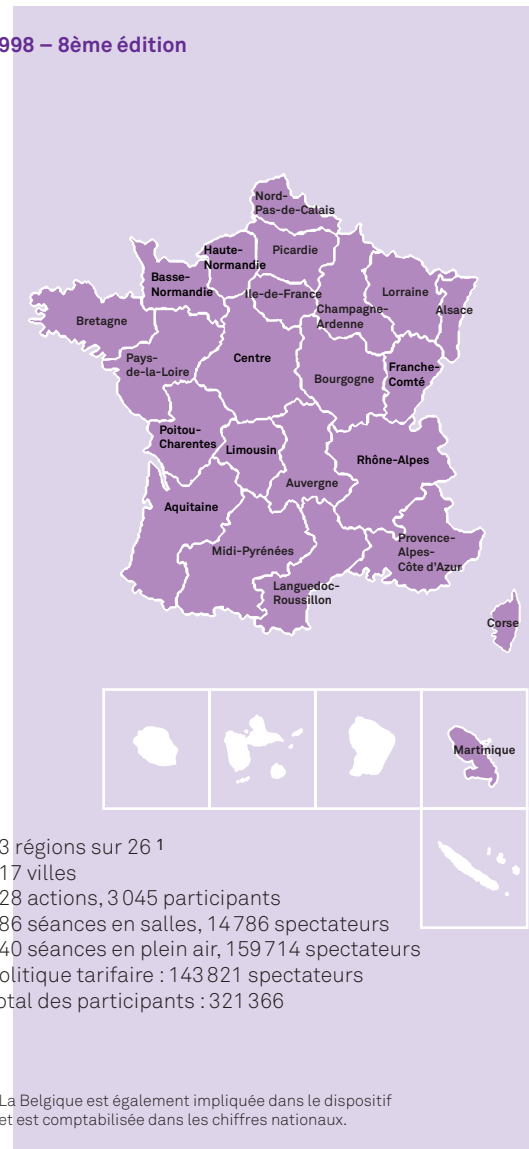 998 – 8ème édition
Nord-
Pas-de-Calais
Haute-
Normandie
Picardie
Basse-
Normandie
Ile-de-France
Champagne-
Ardenne
Lorraine
Alsace
Bretagne
Pays-
de-la-Loire
Centre
Bourgogne
Franche-
Comté
Poitou-
Charentes
Limousin
Auvergne
Rhône-Alpes
Aquitaine
Midi-Pyrénées
Provence-
Alpes-
Côte d'Azur
Languedoc-
Roussillon
Corse
Martinique
3 régions sur 26 ¹
17 villes
28 actions, 3 045 participants
86 séances en salles, 14 786 spectateurs
40 séances en plein air, 159 714 spectateurs
olitique tarifaire : 143 821 spectateurs
otal des participants : 321 366
La Belgique est également impliquée dans le dispositif
et est comptabilisée dans les chiffres nationaux.